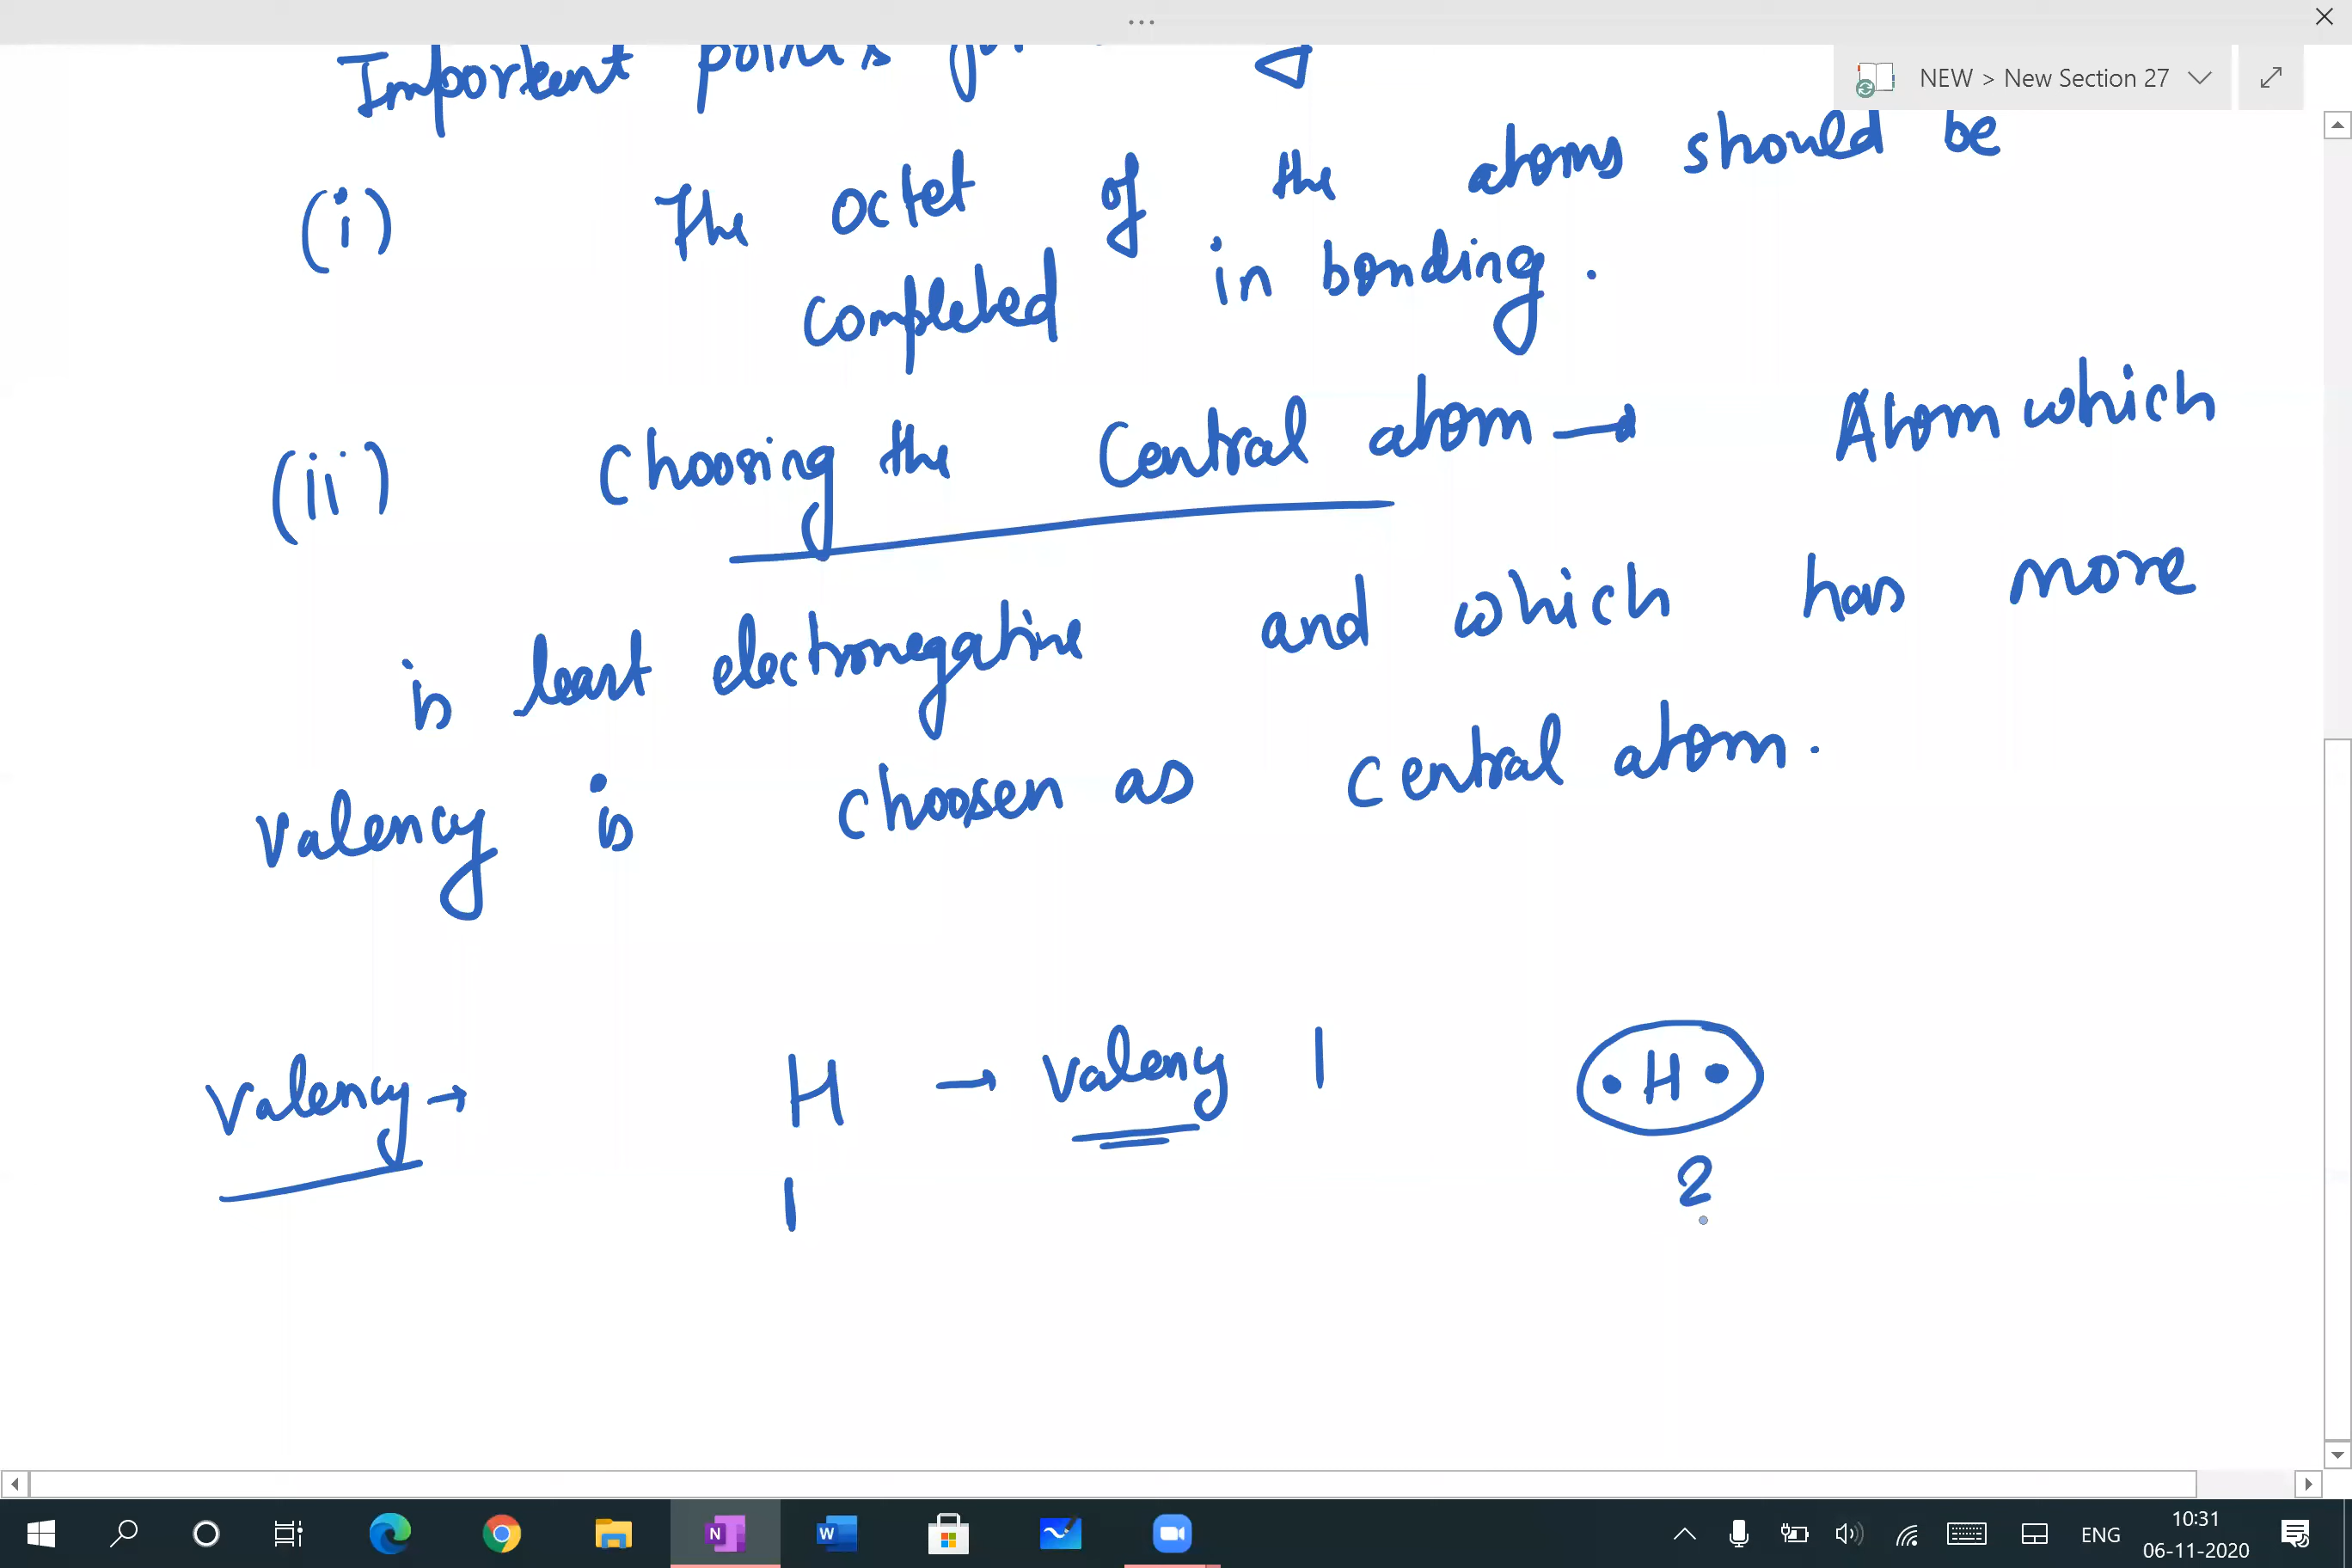 NEW > New Section 27
Important points
(i) The octet of the atoms should be
completed in bonding.
(ii) Choosing the Central atom → Atom which
is least electronegative and which has more
valency is choosen as central atom.
Valency → H → Valeny 1 •H•
1 2
ENG
10:31
06-11-2020